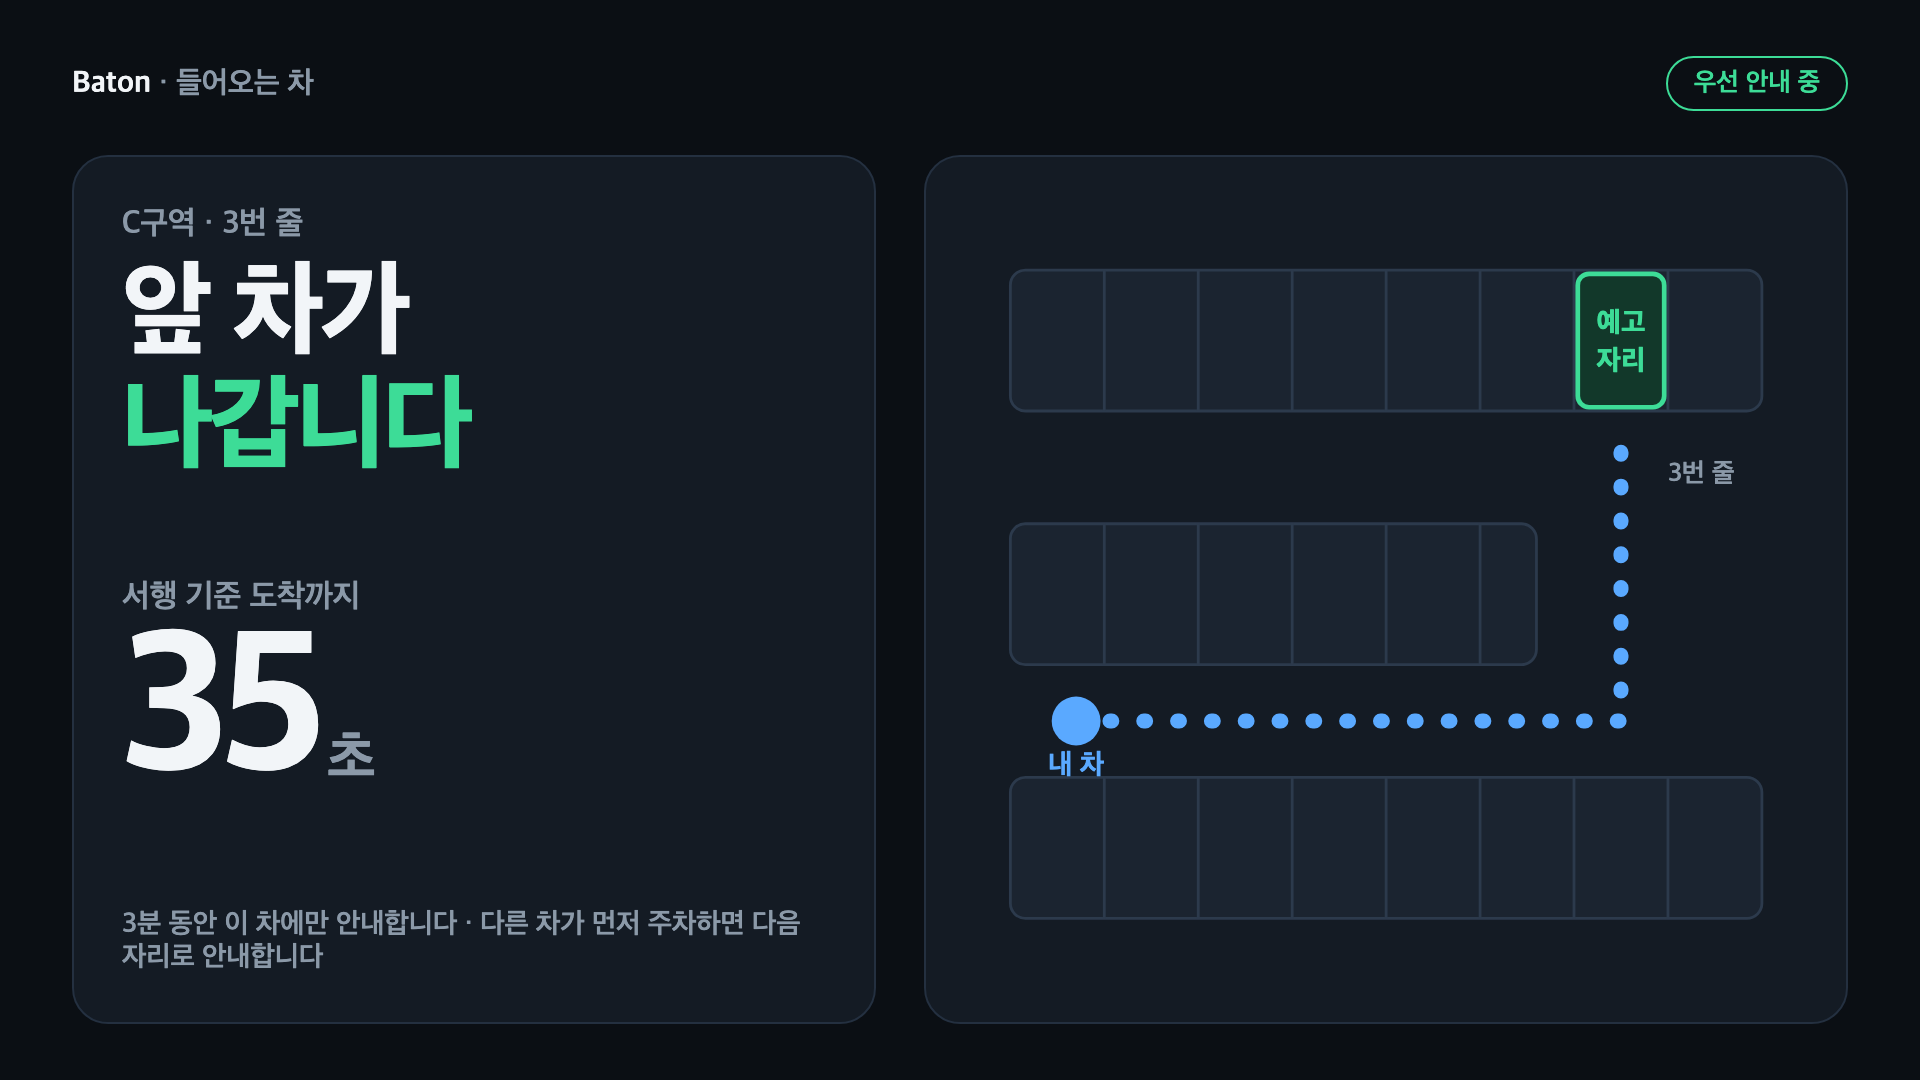 Baton · 들어오는 차
우선 안내 중
C구역 · 3번 줄
앞 차가
나갑니다
서행 기준 도착까지
35초
3분 동안 이 차에만 안내합니다 · 다른 차가 먼저 주차하면 다음
자리로 안내합니다
예고
자리
3번 줄
내 차